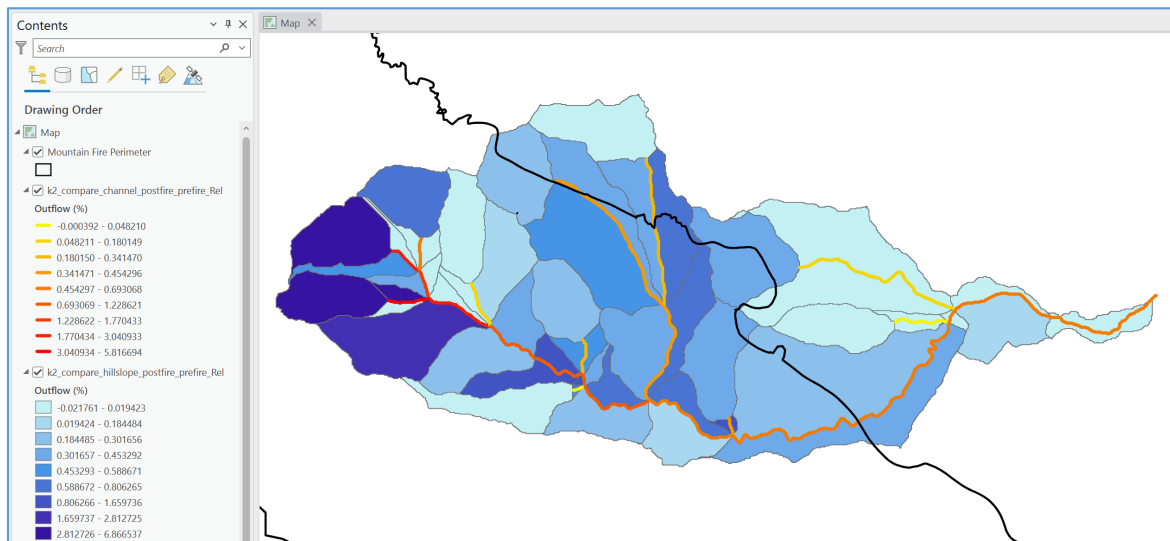 Contents
Map
Search
Drawing Order
Map
Mountain Fire Perimeter
k2_compare_channel_postfire_prefire_Rel
Outflow (%)
-0.000392 - 0.048210
0.048211 - 0.180149
0.180150 - 0.341470
0.341471 - 0.454296
0.454297 - 0.693068
0.693069 - 1.228621
1.228622 - 1.770433
1.770434 - 3.040933
3.040934 - 5.816694
k2_compare_hillslope_postfire_prefire_Rel
Outflow (%)
-0.021761 - 0.019423
0.019424 - 0.184484
0.184485 - 0.301656
0.301657 - 0.453292
0.453293 - 0.588671
0.588672 - 0.806265
0.806266 - 1.659736
1.659737 - 2.812725
2.812726 - 6.866537